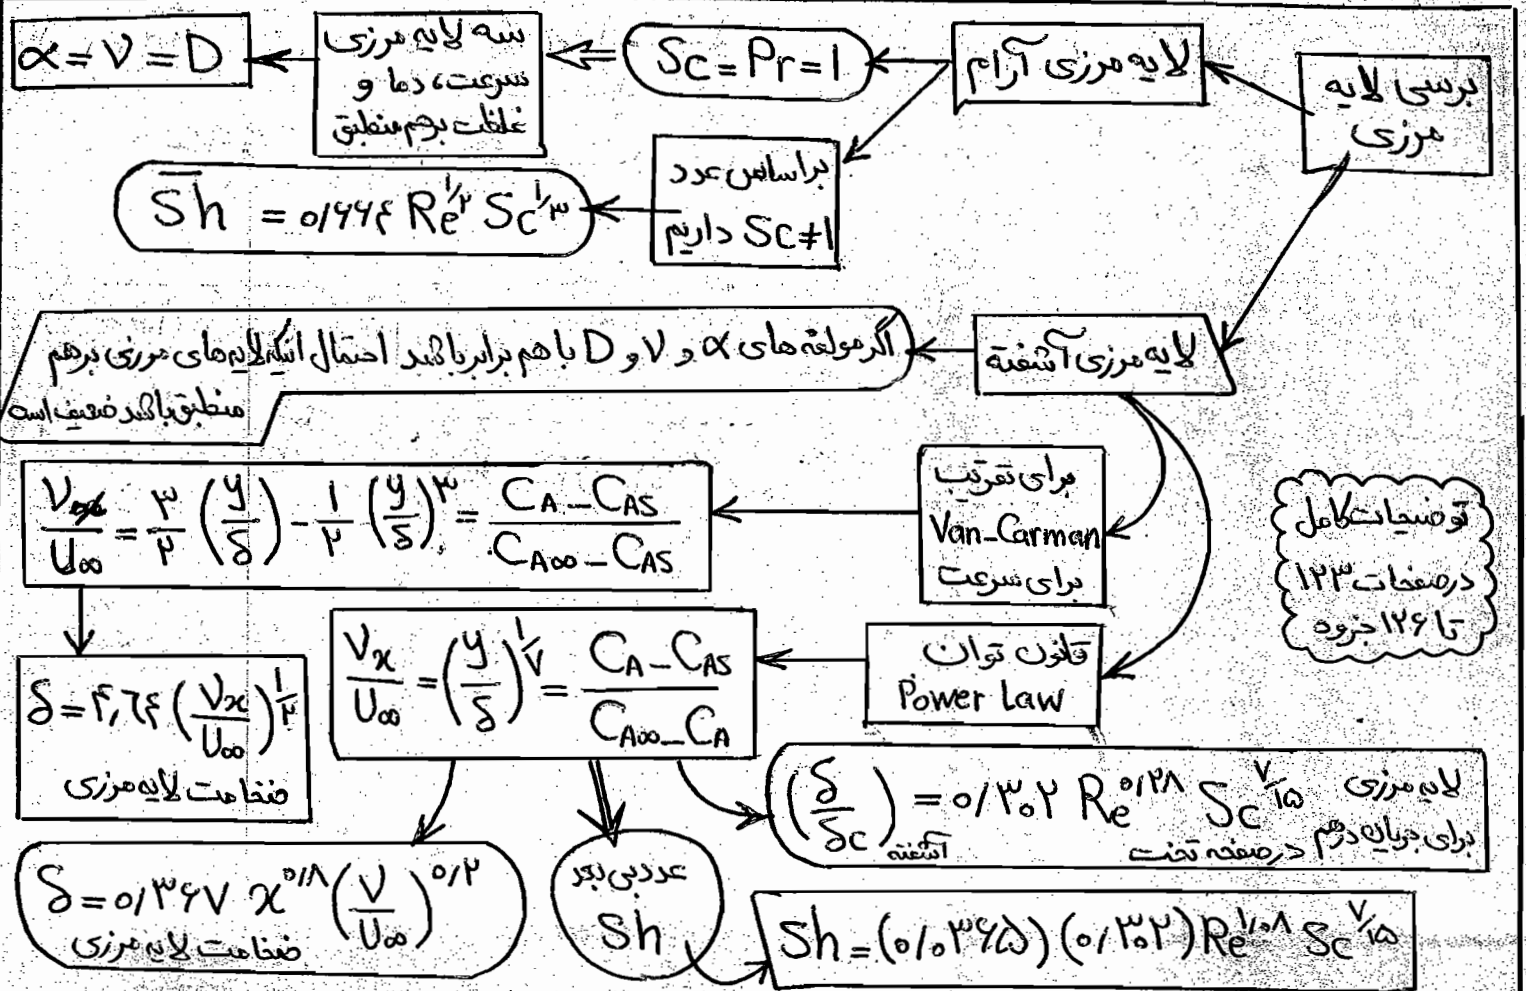 بررسی لایه
مرزی
لایه مرزی آرام
Sc = Pr = 1
سه لایه مرزی
سرعت، دما و
غلظت برهم منطبق
α = ν = D
براساس عدد
Sc≠1 داریم
S̅h̅ = ۰/۶۶۴ Re^۱/۲ Sc^۱/۳
لایه مرزی آشفته
اگر مولفه های α و ν و D با هم برابر باشد احتمال اینکه لایه های مرزی برهم
منطبق باشد ضعیف است
برای تقریب
Van-Carman
برای سرعت
Vx/U∞ = ۳/۲ (y/δ) - ۱/۲ (y/δ)^۳ = (CA - CAS)/(CA∞ - CAS)
توضیحات کامل
در صفحات ۱۲۳
تا ۱۲۶ جزوه
قانون توان
Power Law
Vx/U∞ = (y/δ)^۱/۷ = (CA - CAS)/(CA∞ - CA)
δ = ۴,۶۴ (νx/U∞)^۱/۲
ضخامت لایه مرزی
(δ/δc) آشفته = ۰/۳۰۲ Re^۰/۲۸ Sc^۷/۱۵ لایه مرزی
برای جریان درهم در صفحه تخت
δ = ۰/۳۶۷ x^۰/۸ (ν/U∞)^۰/۲
ضخامت لایه مرزی
عدد بی بعد
Sh
Sh = (۰/۰۳۶۵)(۰/۳۰۲) Re^۱/۰۸ Sc^۷/۱۵